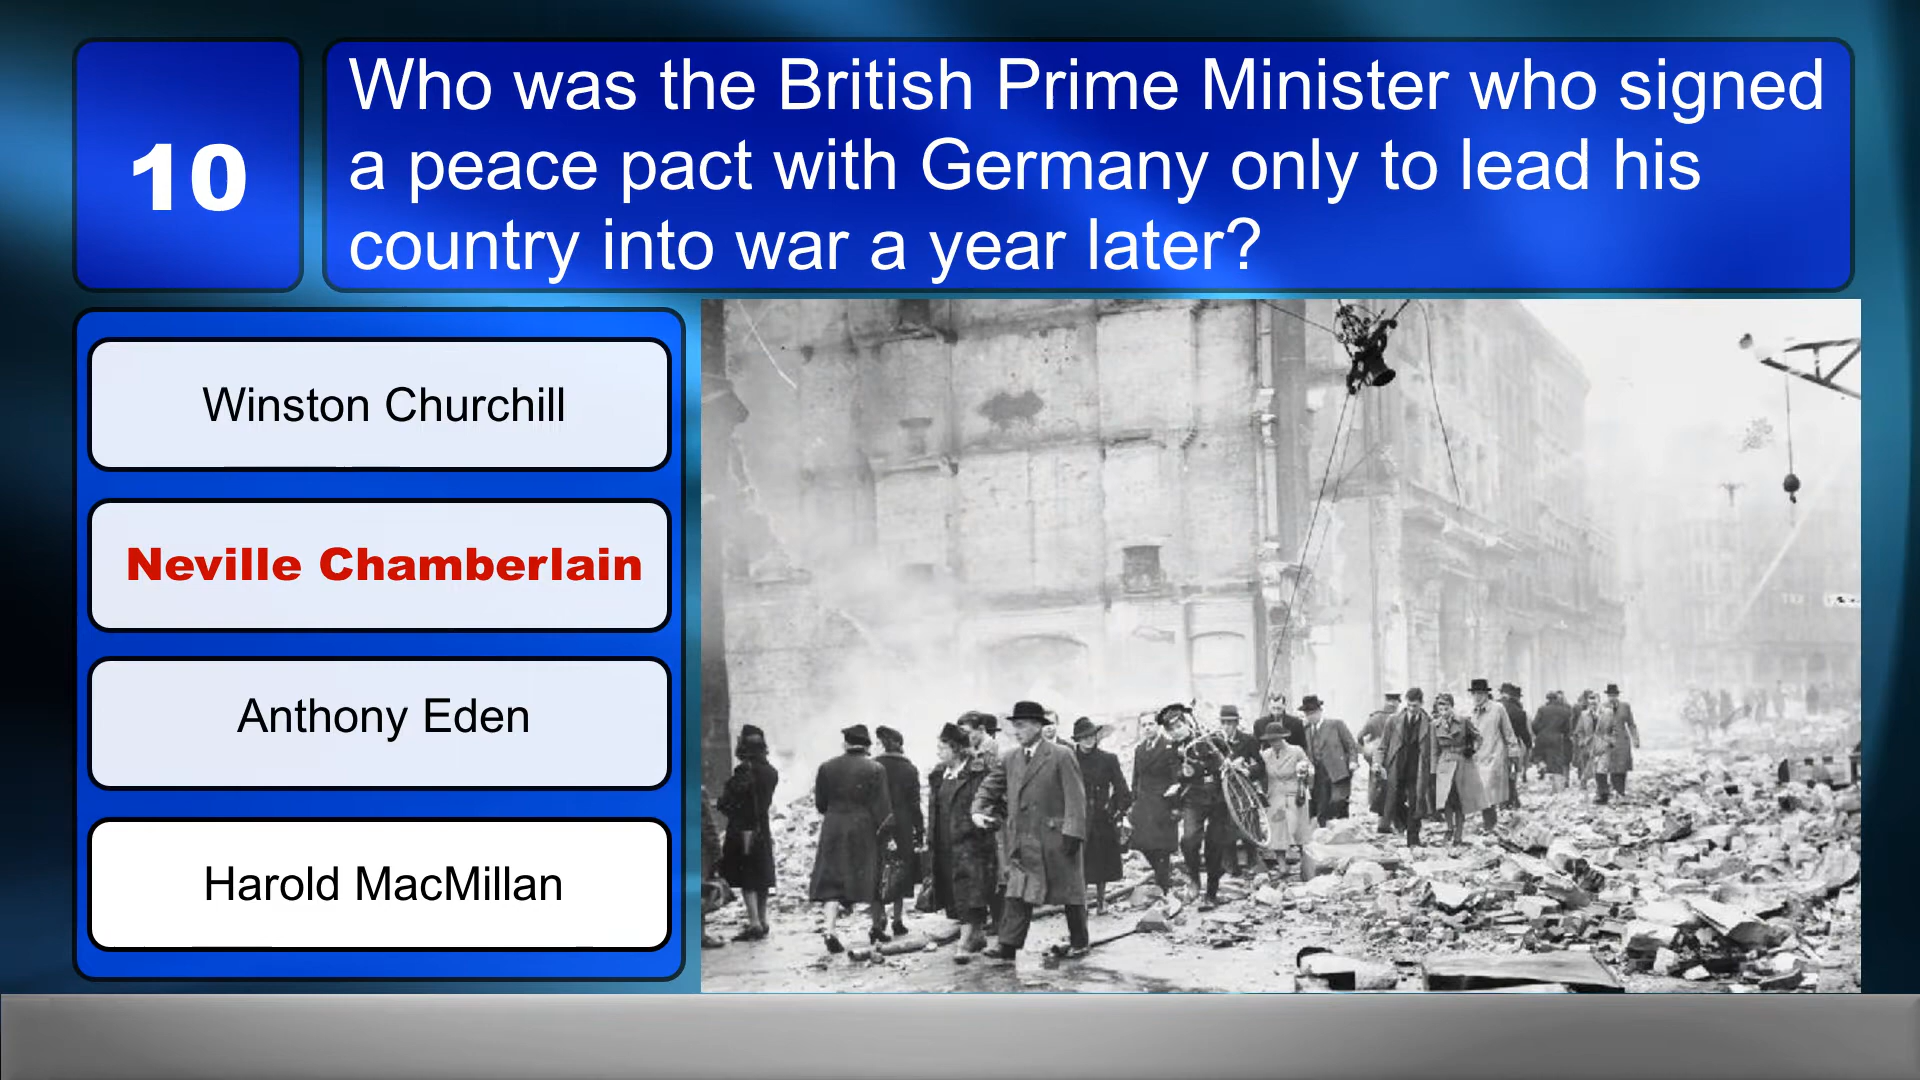 10
Who was the British Prime Minister who signed
a peace pact with Germany only to lead his
country into war a year later?
Winston Churchill
Neville Chamberlain
Anthony Eden
Harold MacMillan